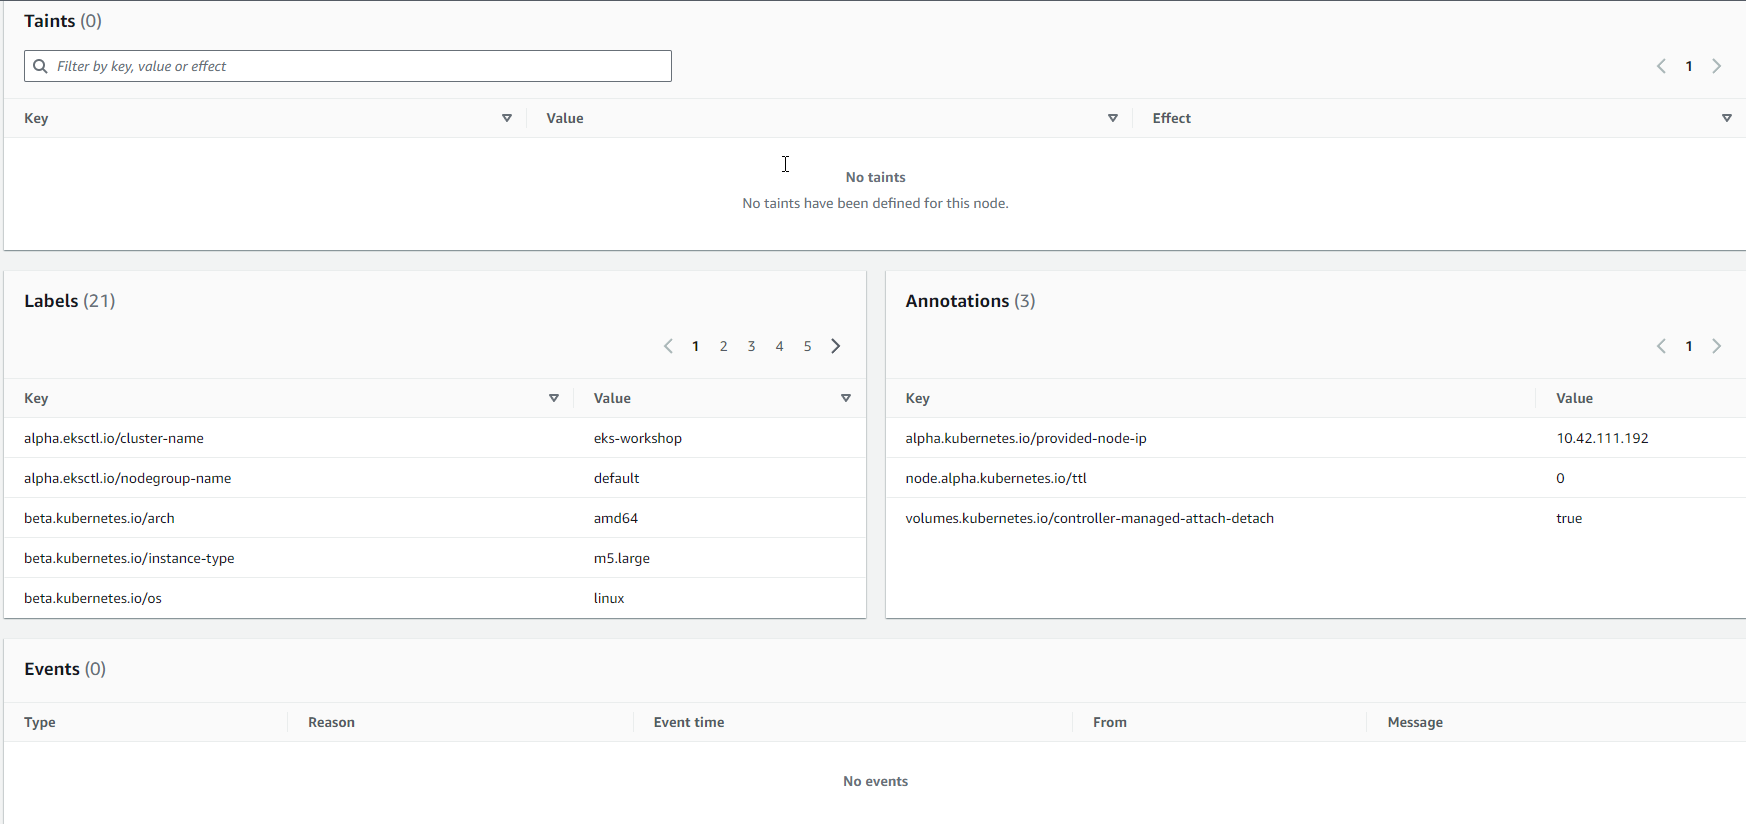 Taints (0)
Filter by key, value or effect
1
Key Value Effect
No taints
No taints have been defined for this node.
Labels (21)
1 2 3 4 5
Key Value
alpha.eksctl.io/cluster-name eks-workshop
alpha.eksctl.io/nodegroup-name default
beta.kubernetes.io/arch amd64
beta.kubernetes.io/instance-type m5.large
beta.kubernetes.io/os linux
Annotations (3)
1
Key Value
alpha.kubernetes.io/provided-node-ip 10.42.111.192
node.alpha.kubernetes.io/ttl 0
volumes.kubernetes.io/controller-managed-attach-detach true
Events (0)
Type Reason Event time From Message
No events